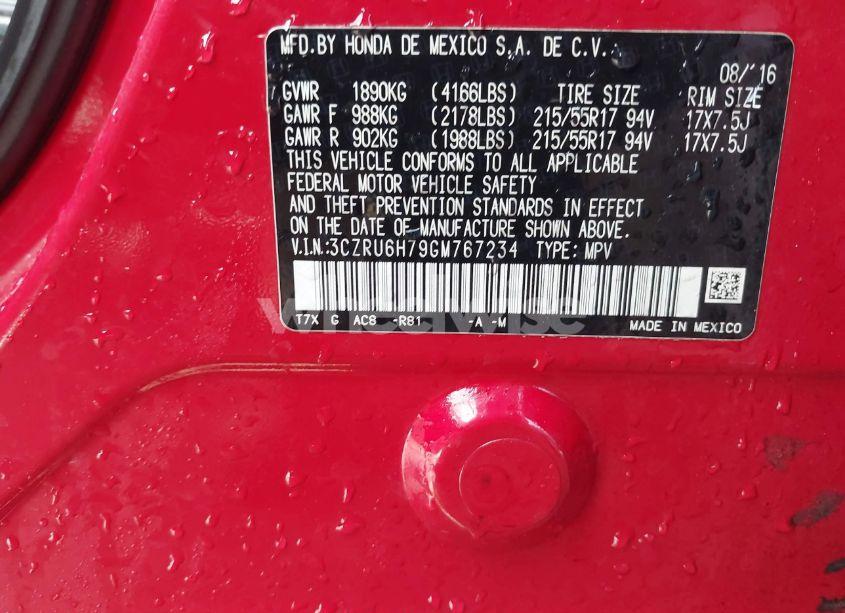 MFD.BY HONDA DE MEXICO S.A. DE C.V.
08/'16
GVWR 1890KG (4166LBS) TIRE SIZE RIM SIZE
GAWR F 988KG (2178LBS) 215/55R17 94V 17X7.5J
GAWR R 902KG (1988LBS) 215/55R17 94V 17X7.5J
THIS VEHICLE CONFORMS TO ALL APPLICABLE
FEDERAL MOTOR VEHICLE SAFETY
AND THEFT PREVENTION STANDARDS IN EFFECT
ON THE DATE OF MANUFACTURE SHOWN ABOVE.
V.I.N.:3CZRU6H79GM767234 TYPE: MPV
wheelwise
T7X G AC8 -R81 -A -M MADE IN MEXICO